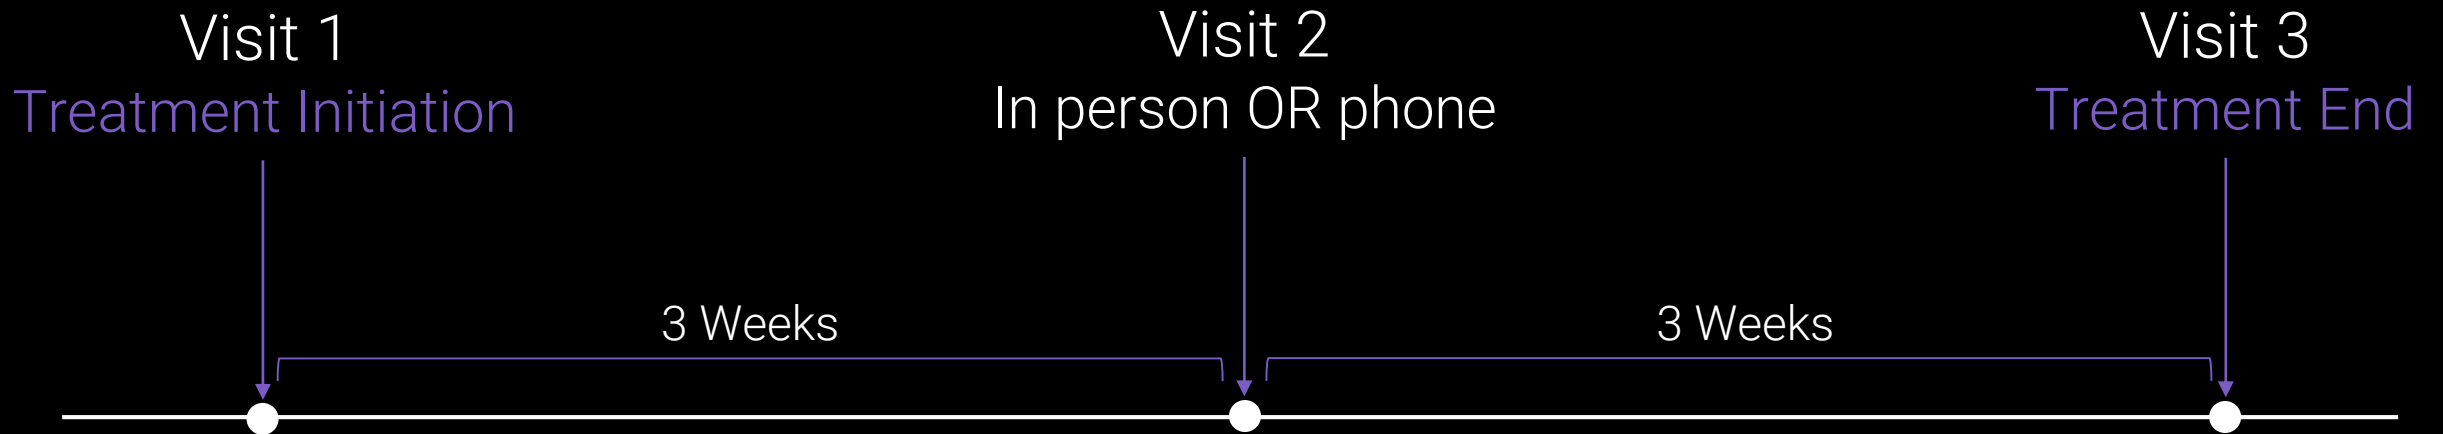 Visit 1
Treatment Initiation
Visit 2
In person OR phone
Visit 3
Treatment End
3 Weeks
3 Weeks